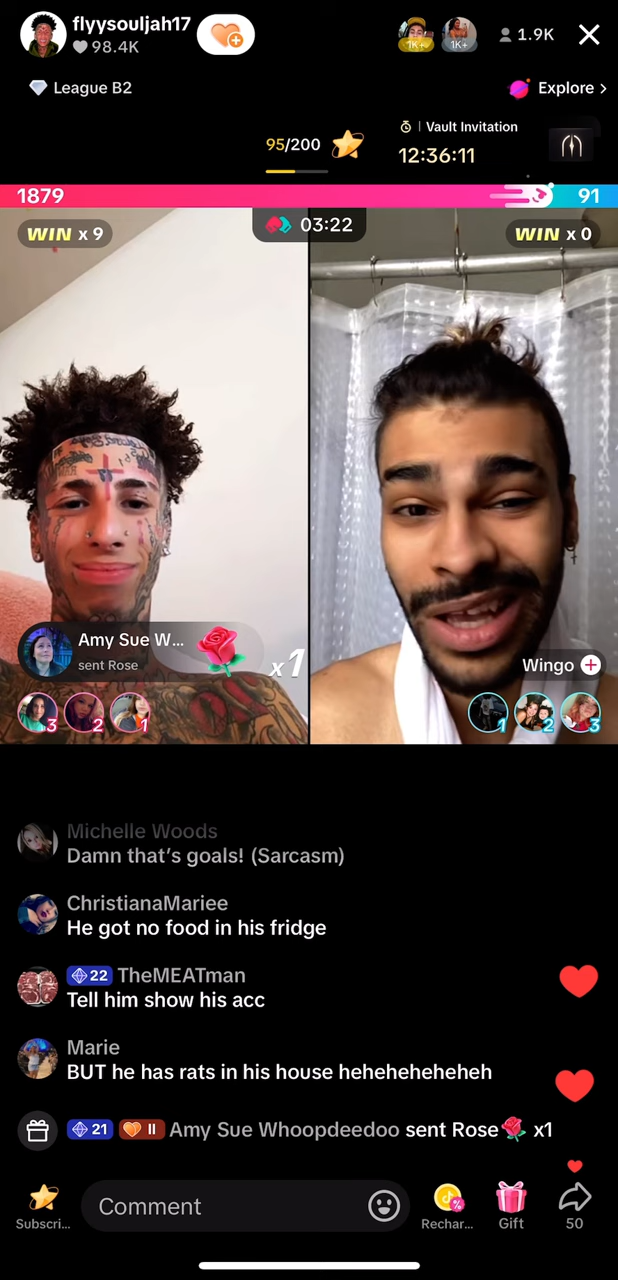 flyysouljah17
98.4K
1K+
1K+
1.9K
League B2
Explore >
95/200
Vault Invitation
12:36:11
1879
91
WIN x 9
03:22
WIN x 0
Amy Sue W...
sent Rose
x1
Wingo
3
2
1
1
2
3
Michelle Woods
Damn that's goals! (Sarcasm)
ChristianaMariee
He got no food in his fridge
22 TheMEATman
Tell him show his acc
Marie
BUT he has rats in his house heheheheheheh
21 II Amy Sue Whoopdeedoo sent Rose x1
Comment
Subscri...
Rechar...
Gift
50